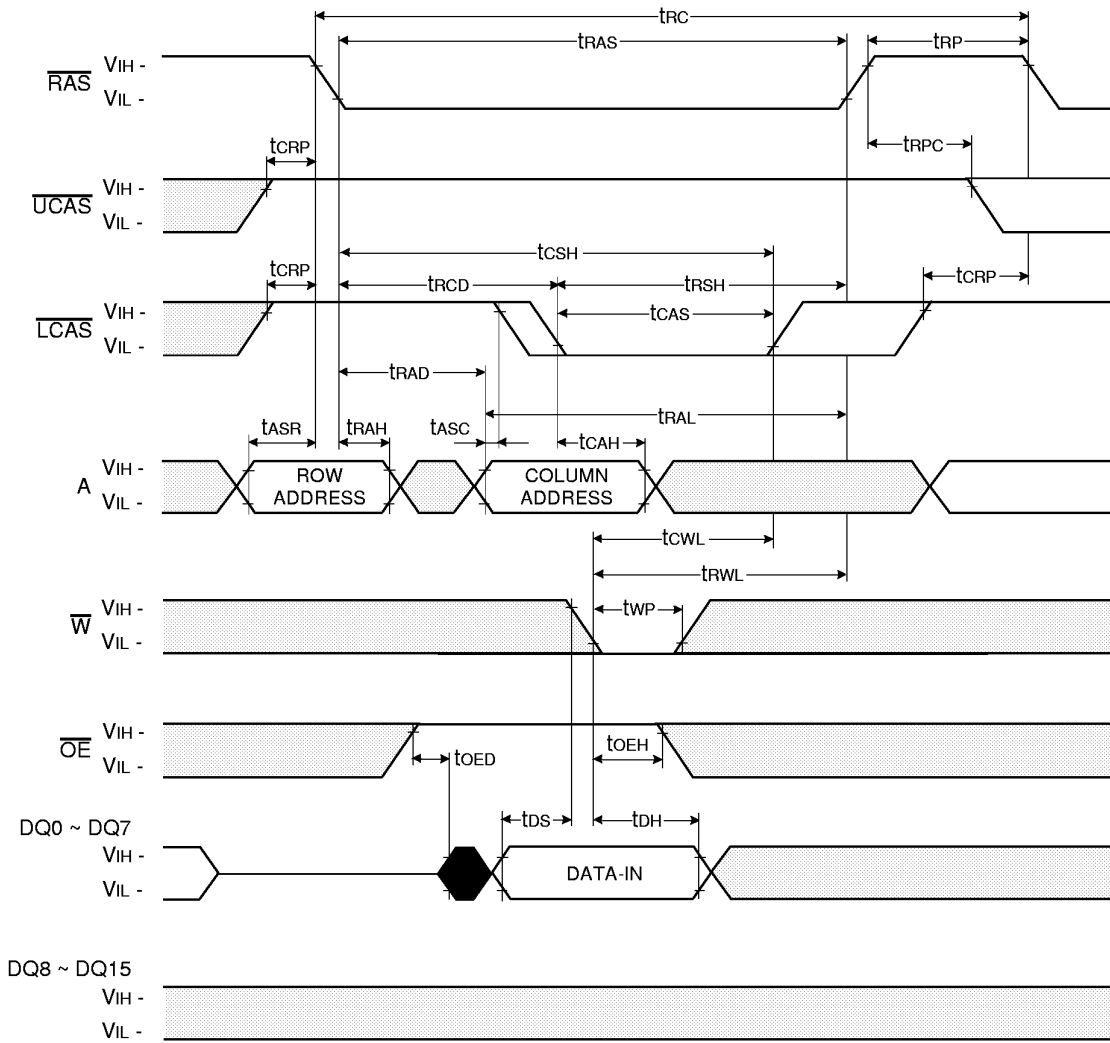 tRC
tRAS
tRP
RAS
VIH -
VIL -
tCRP
tRPC
UCAS
VIH -
VIL -
tCSH
tCRP
tRCD
tRSH
tCRP
LCAS
VIH -
VIL -
tCAS
tRAD
tRAL
tASR
tRAH
tASC
tCAH
A
VIH -
VIL -
ROW
ADDRESS
COLUMN
ADDRESS
tCWL
tRWL
W
VIH -
VIL -
tWP
OE
VIH -
VIL -
tOED
tOEH
tDS
tDH
DQ0 ~ DQ7
VIH -
VIL -
DATA-IN
DQ8 ~ DQ15
VIH -
VIL -